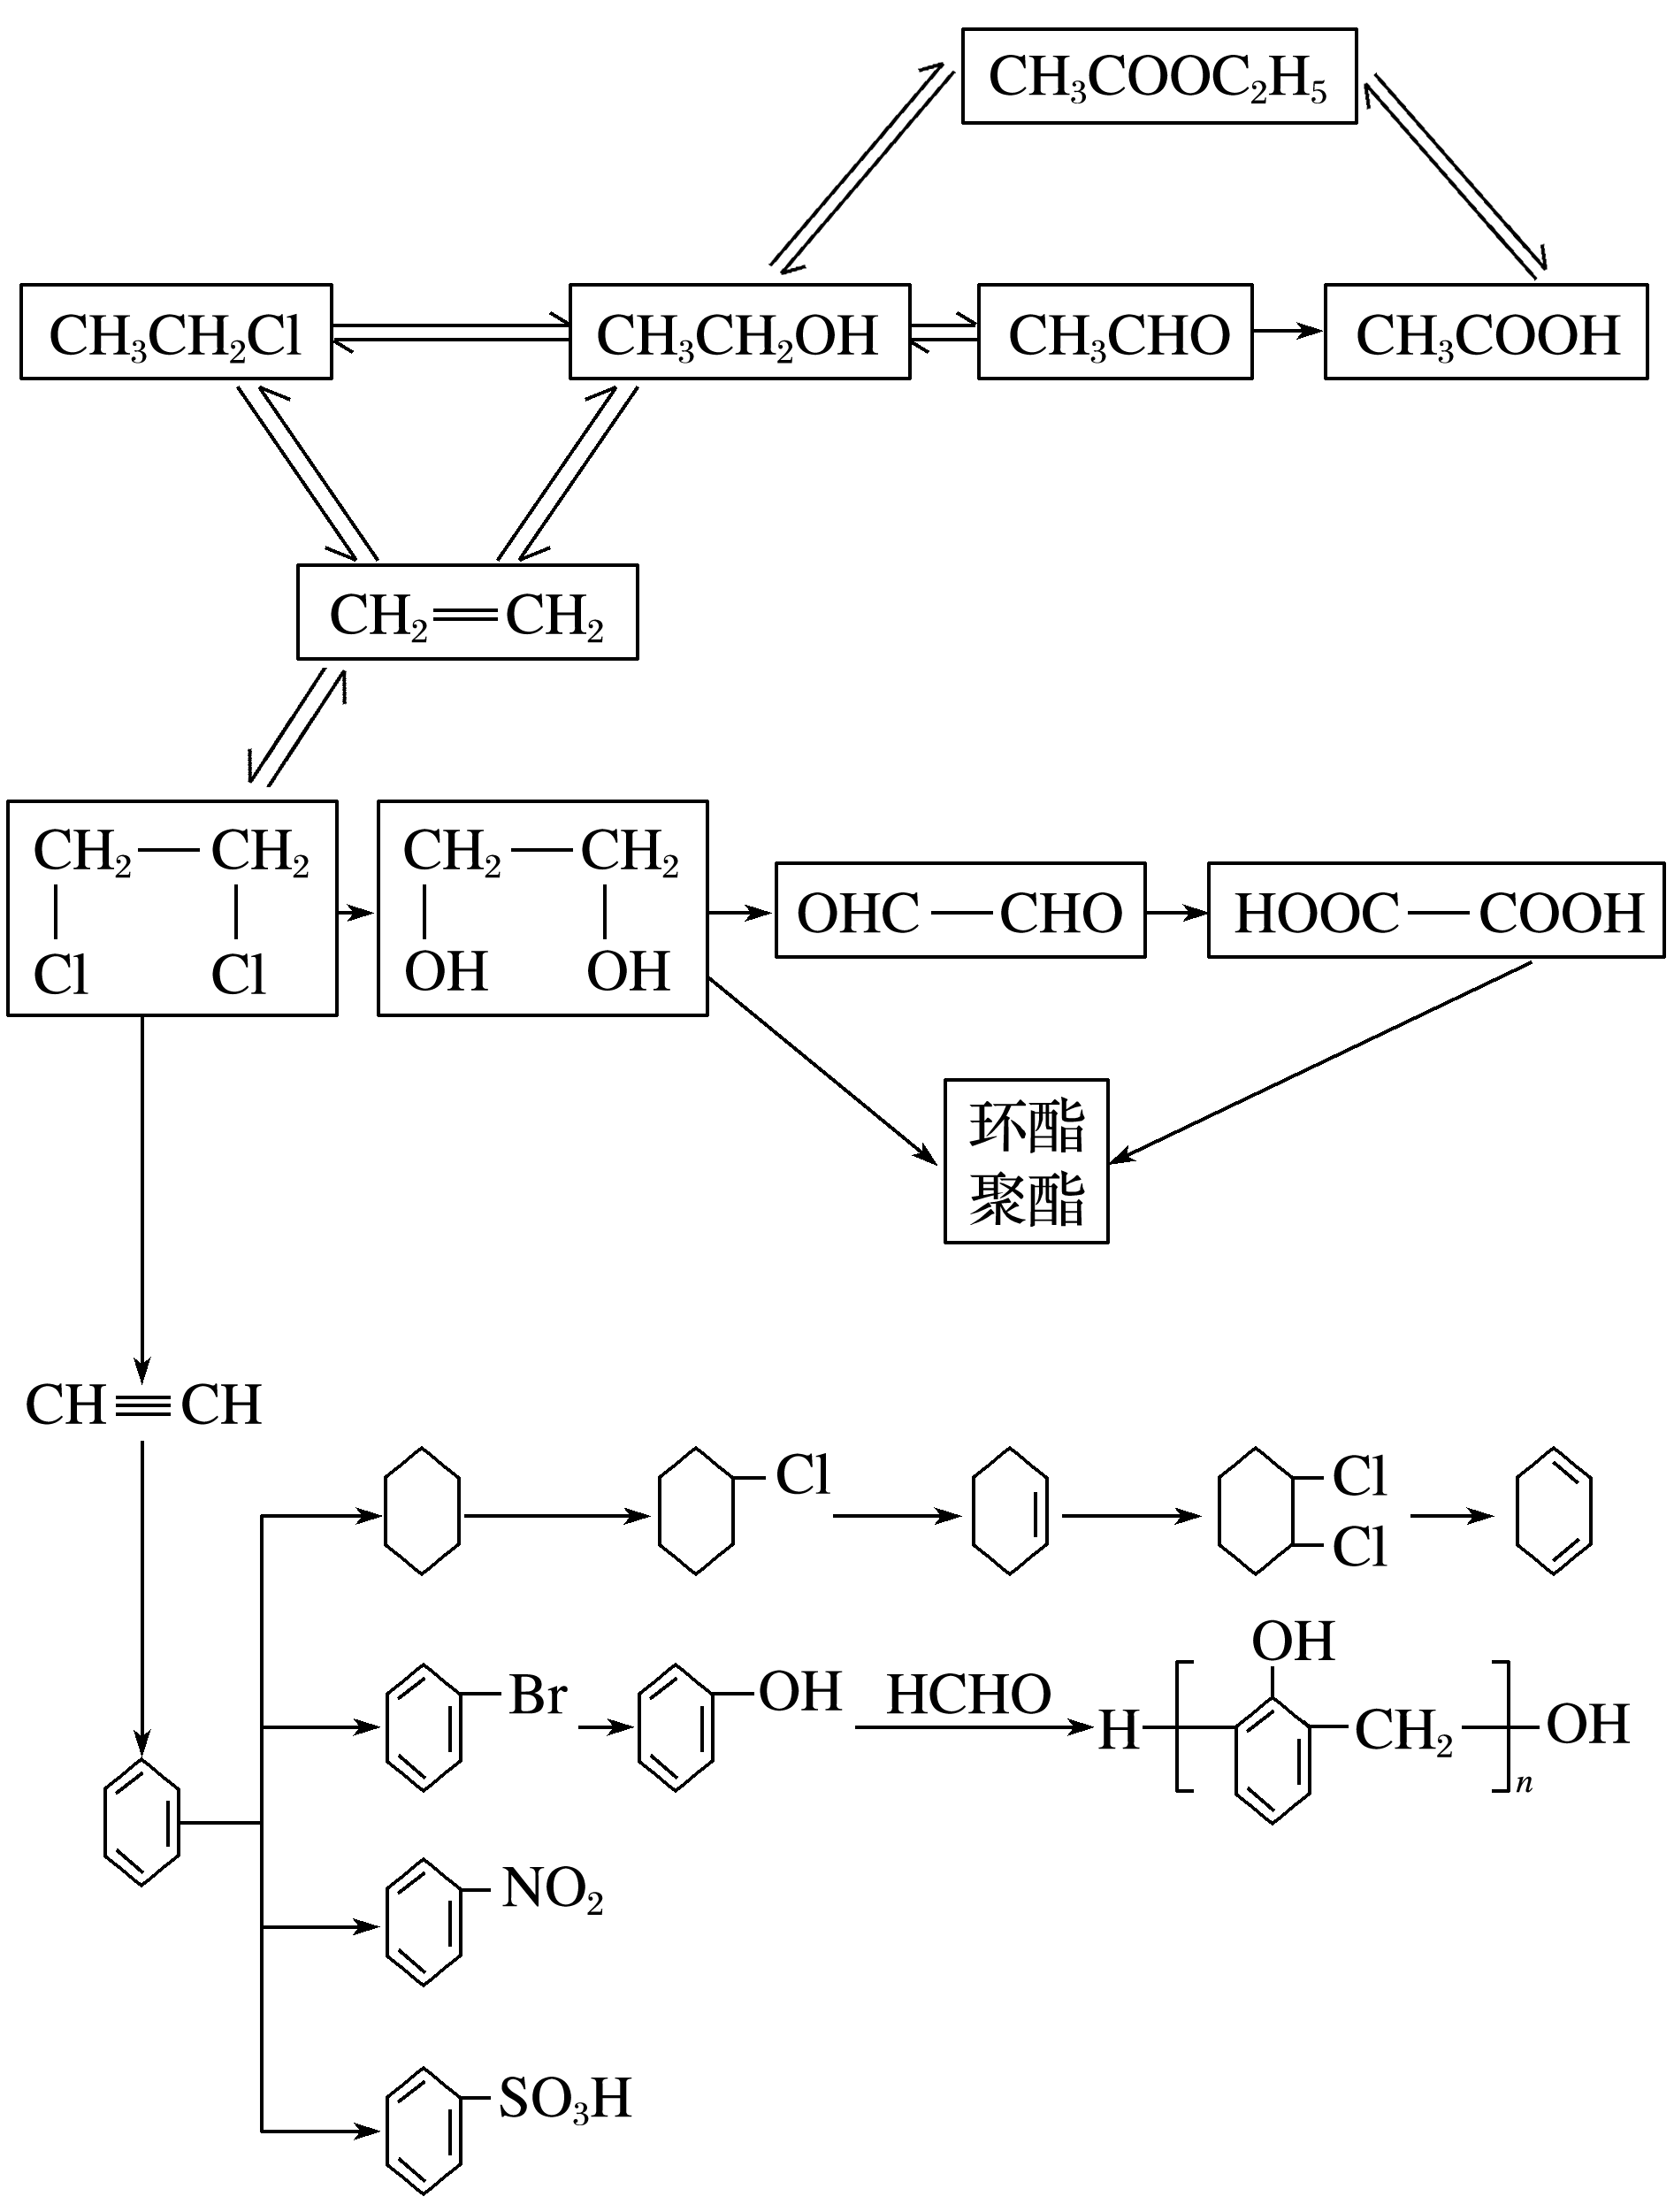 CH₃COOC₂H₅
CH₃CH₂Cl CH₃CH₂OH CH₃CHO CH₃COOH
CH₂=CH₂
CH₂—CH₂ CH₂—CH₂
OHC—CHO HOOC—COOH
Cl Cl OH OH
环酯
聚酯
CH≡CH
Cl Cl
Cl
OH
Br OH HCHO H CH₂ OH
n
NO₂
SO₃H